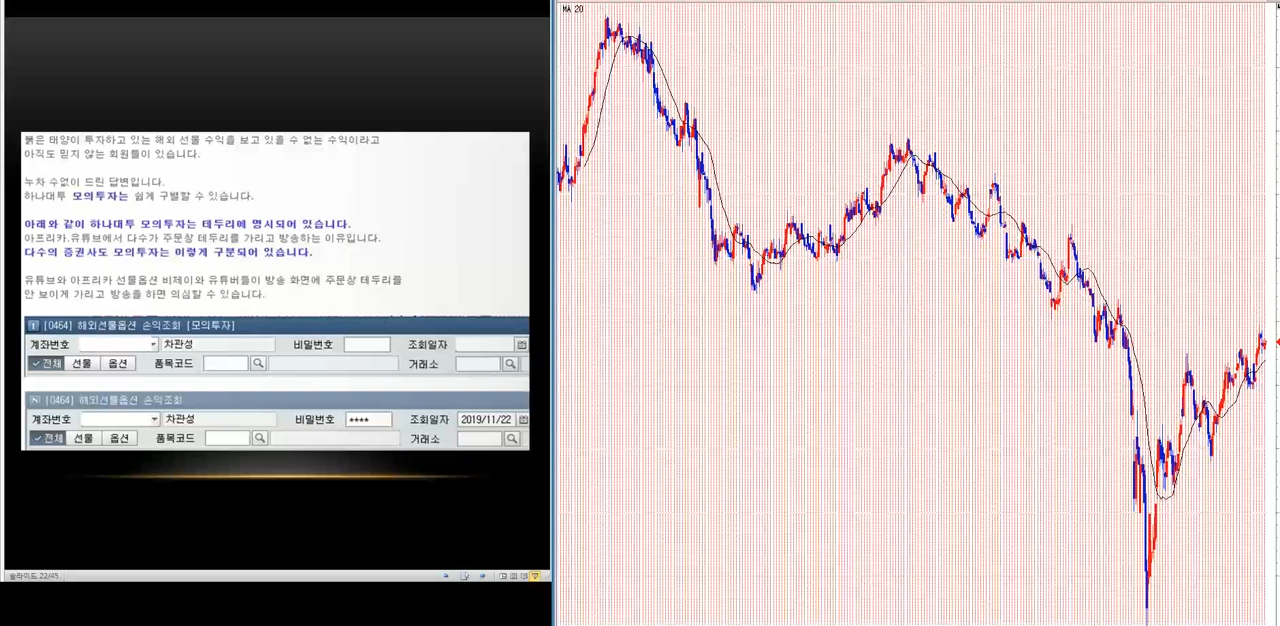 붉은 태양이 투자하고 있는 해외 선물 수익을 보고 있을 수 없는 수익이라고
아직도 믿지 않는 회원들이 있습니다.
누차 수없이 드린 답변입니다.
하나대투 모의투자는 쉽게 구별할 수 있습니다.
아래와 같이 하나대투 모의투자는 테두리에 명시되어 있습니다.
아프리카.유튜브에서 다수가 주문창 테두리를 가리고 방송하는 이유입니다.
다수의 증권사도 모의투자는 이렇게 구분되어 있습니다.
유튜브와 아프리카 선물옵션 비제이와 유튜버들이 방송 화면에 주문창 테두리를
안 보이게 가리고 방송을 하면 의심할 수 있습니다.
[0464] 해외선물옵션 손익조회 [모의투자]
계좌번호 차관성 비밀번호 조회일자
전체 선물 옵션 품목코드 거래소
[0464] 해외선물옵션 손익조회
계좌번호 차관성 비밀번호 **** 조회일자 2019/11/22
전체 선물 옵션 품목코드 거래소
슬라이드 22/45
MA 20